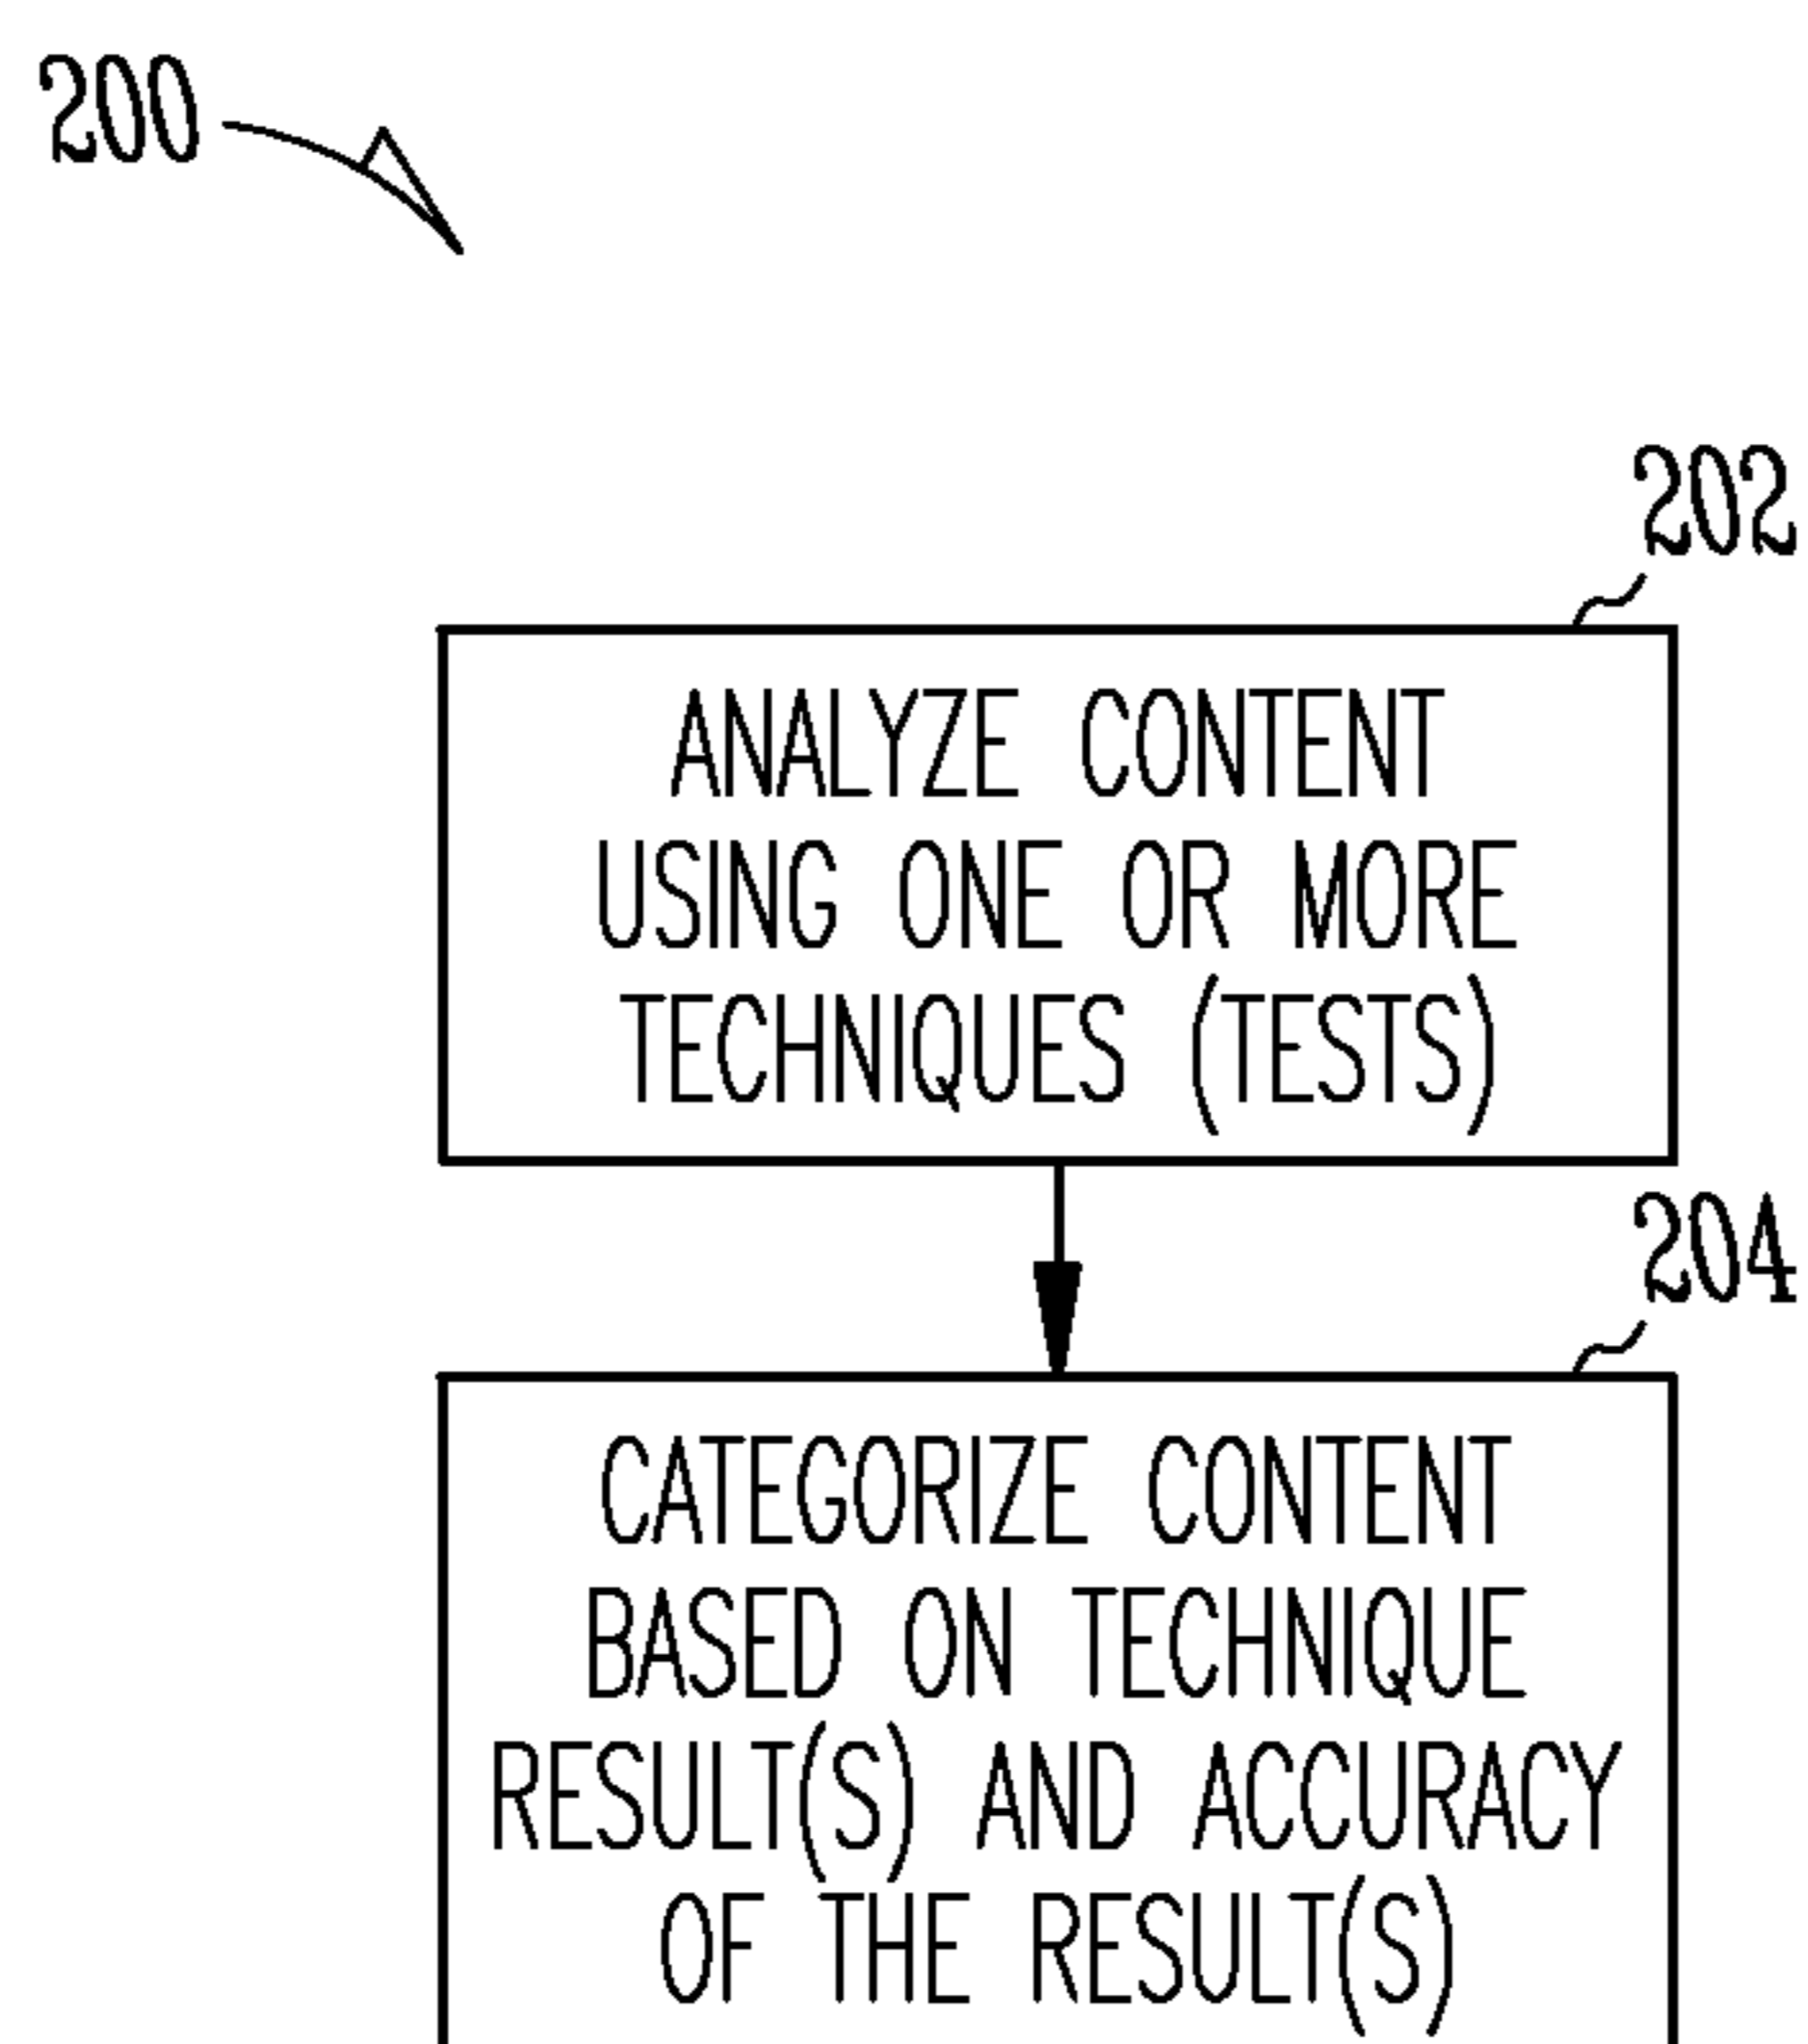 200
202
ANALYZE CONTENT
USING ONE OR MORE
TECHNIQUES (TESTS)
204
CATEGORIZE CONTENT
BASED ON TECHNIQUE
RESULT(S) AND ACCURACY
OF THE RESULT(S)